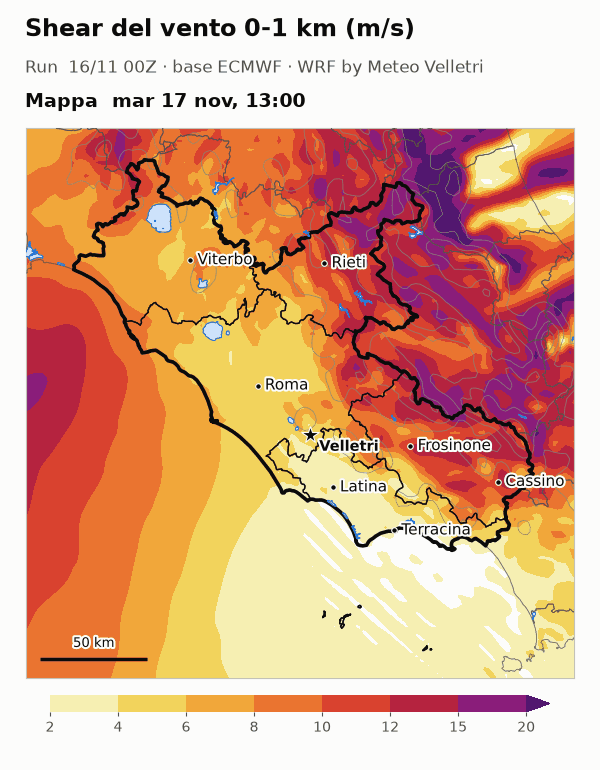 Shear del vento 0-1 km (m/s)
Run  16/11 00Z · base ECMWF · WRF by Meteo Velletri
Mappa  mar 17 nov, 13:00
Viterbo
Rieti
Roma
Velletri
Frosinone
Cassino
Latina
Terracina
50 km
2 4 6 8 10 12 15 20